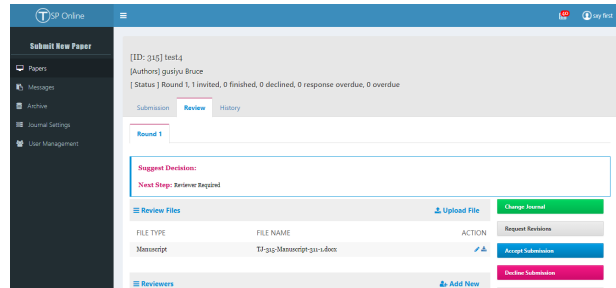 TSP Online
60
say first
Submit New Paper
Papers
Messages
Archive
Journal Settings
User Management
[ID: 315] test4
[Authors] gusiyu Bruce
[ Status ] Round 1, 1 invited, 0 finished, 0 declined, 0 response overdue, 0 overdue
Submission Review History
Round 1
Suggest Decision:
Next Step: Reviewer Required
Review Files Upload File
FILE TYPE FILE NAME ACTION
Manuscript TJ-315-Manuscript-311-1.docx
Reviewers Add New
Change Journal
Request Revisions
Accept Submission
Decline Submission